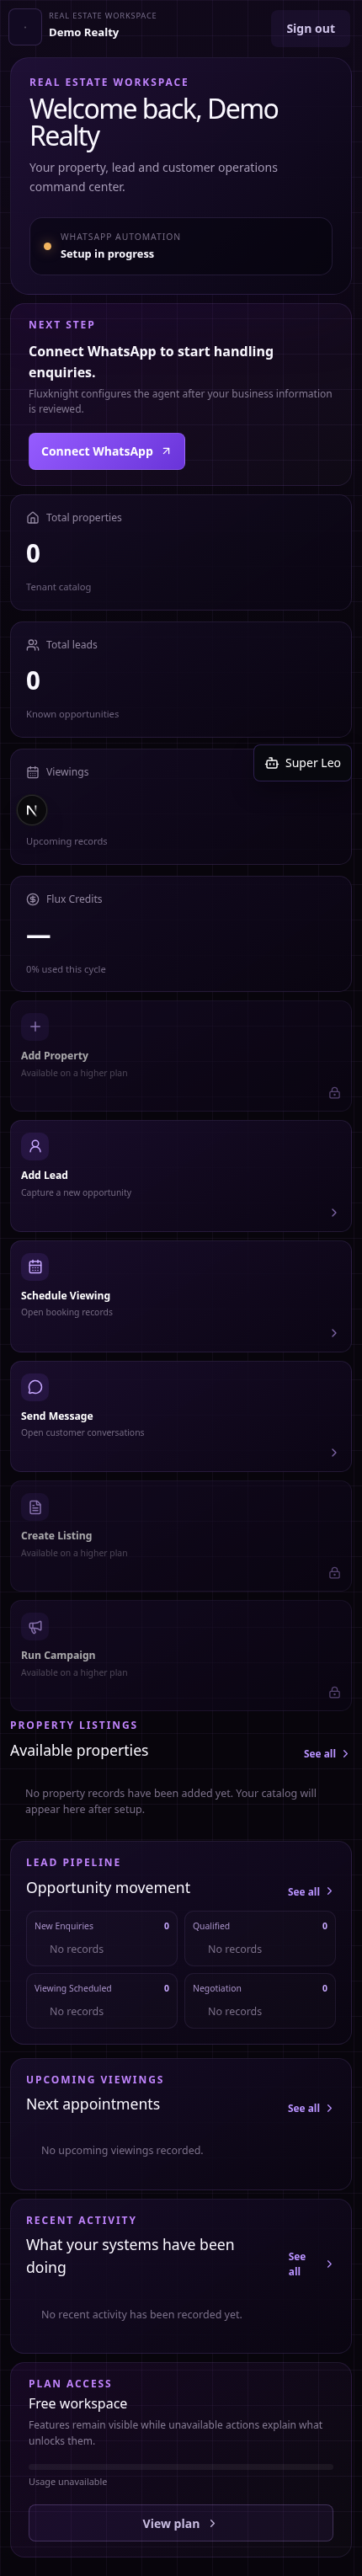 REAL ESTATE WORKSPACE
Demo Realty
Sign out
REAL ESTATE WORKSPACE
Welcome back, Demo
Realty
Your property, lead and customer operations
command center.
WHATSAPP AUTOMATION
Setup in progress
NEXT STEP
Connect WhatsApp to start handling
enquiries.
Fluxknight configures the agent after your business information
is reviewed.
Connect WhatsApp
Total properties
0
Tenant catalog
Total leads
0
Known opportunities
Super Leo
Viewings
N
Upcoming records
Flux Credits
—
0% used this cycle
Add Property
Available on a higher plan
Add Lead
Capture a new opportunity
Schedule Viewing
Open booking records
Send Message
Open customer conversations
Create Listing
Available on a higher plan
Run Campaign
Available on a higher plan
PROPERTY LISTINGS
Available properties
See all
No property records have been added yet. Your catalog will
appear here after setup.
LEAD PIPELINE
Opportunity movement
See all
New Enquiries 0
No records
Qualified 0
No records
Viewing Scheduled 0
No records
Negotiation 0
No records
UPCOMING VIEWINGS
Next appointments
See all
No upcoming viewings recorded.
RECENT ACTIVITY
What your systems have been
doing
See
all
No recent activity has been recorded yet.
PLAN ACCESS
Free workspace
Features remain visible while unavailable actions explain what
unlocks them.
Usage unavailable
View plan